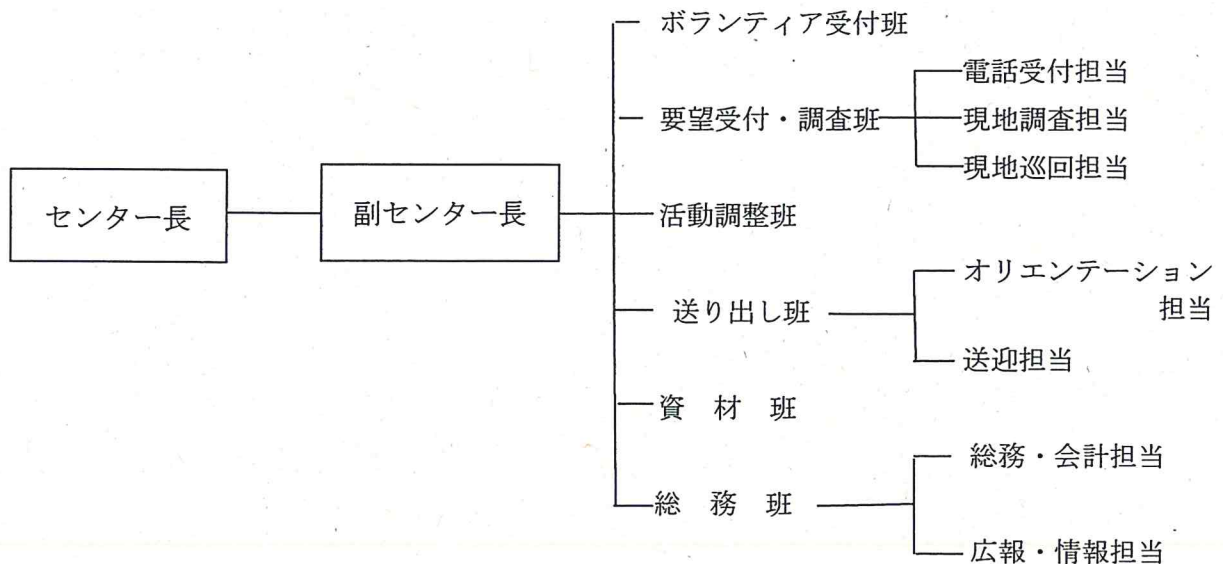 ボランティア受付班
電話受付担当
要望受付・調査班
現地調査担当
現地巡回担当
センター長
副センター長
活動調整班
オリエンテーション
担当
送り出し班
送迎担当
資材班
総務・会計担当
総務班
広報・情報担当